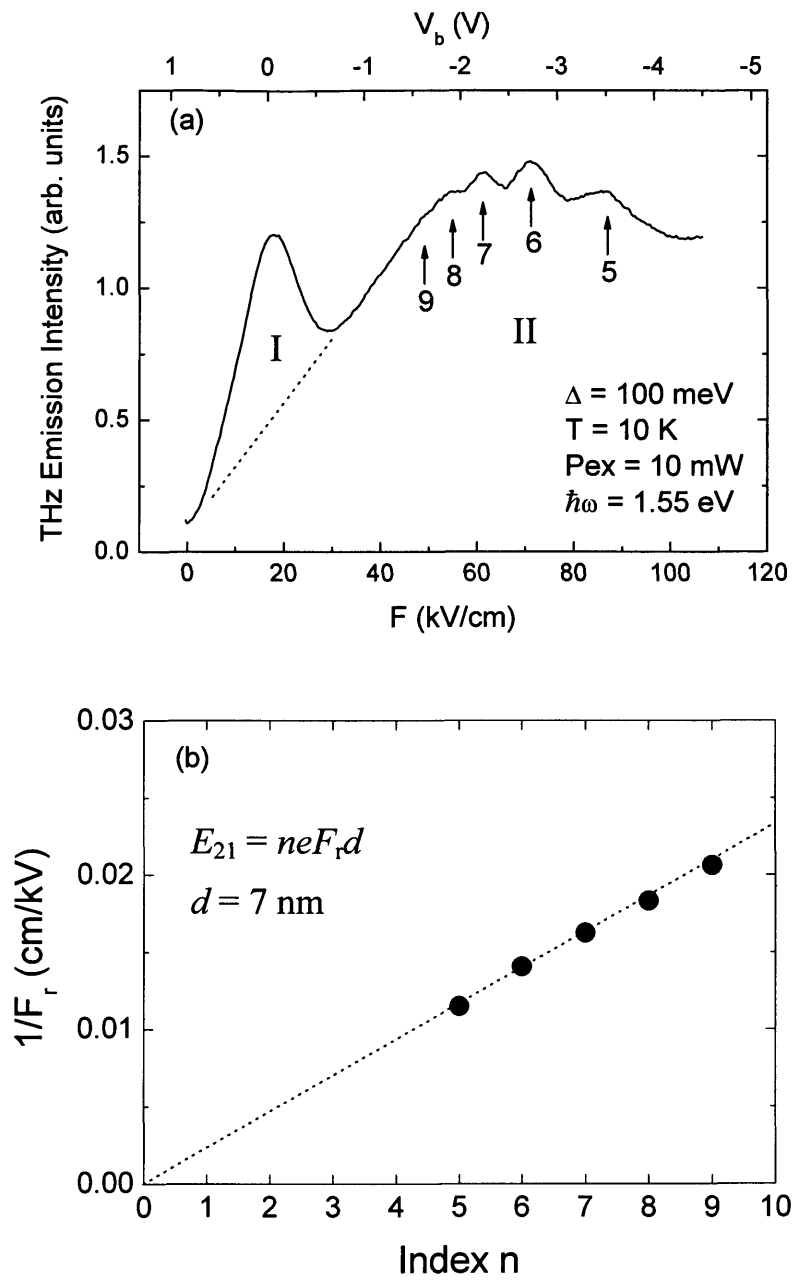 V_b (V)
1 0 -1 -2 -3 -4 -5
(a)
THz Emission Intensity (arb. units)
1.5
1.0
0.5
0.0
9 8 7 6 5
I
II
Δ = 100 meV
T = 10 K
Pex = 10 mW
ħω = 1.55 eV
0 20 40 60 80 100 120
F (kV/cm)
(b)
0.03
0.02
0.01
0.00
1/F_r (cm/kV)
E_21 = neF_rd
d = 7 nm
0 1 2 3 4 5 6 7 8 9 10
Index n